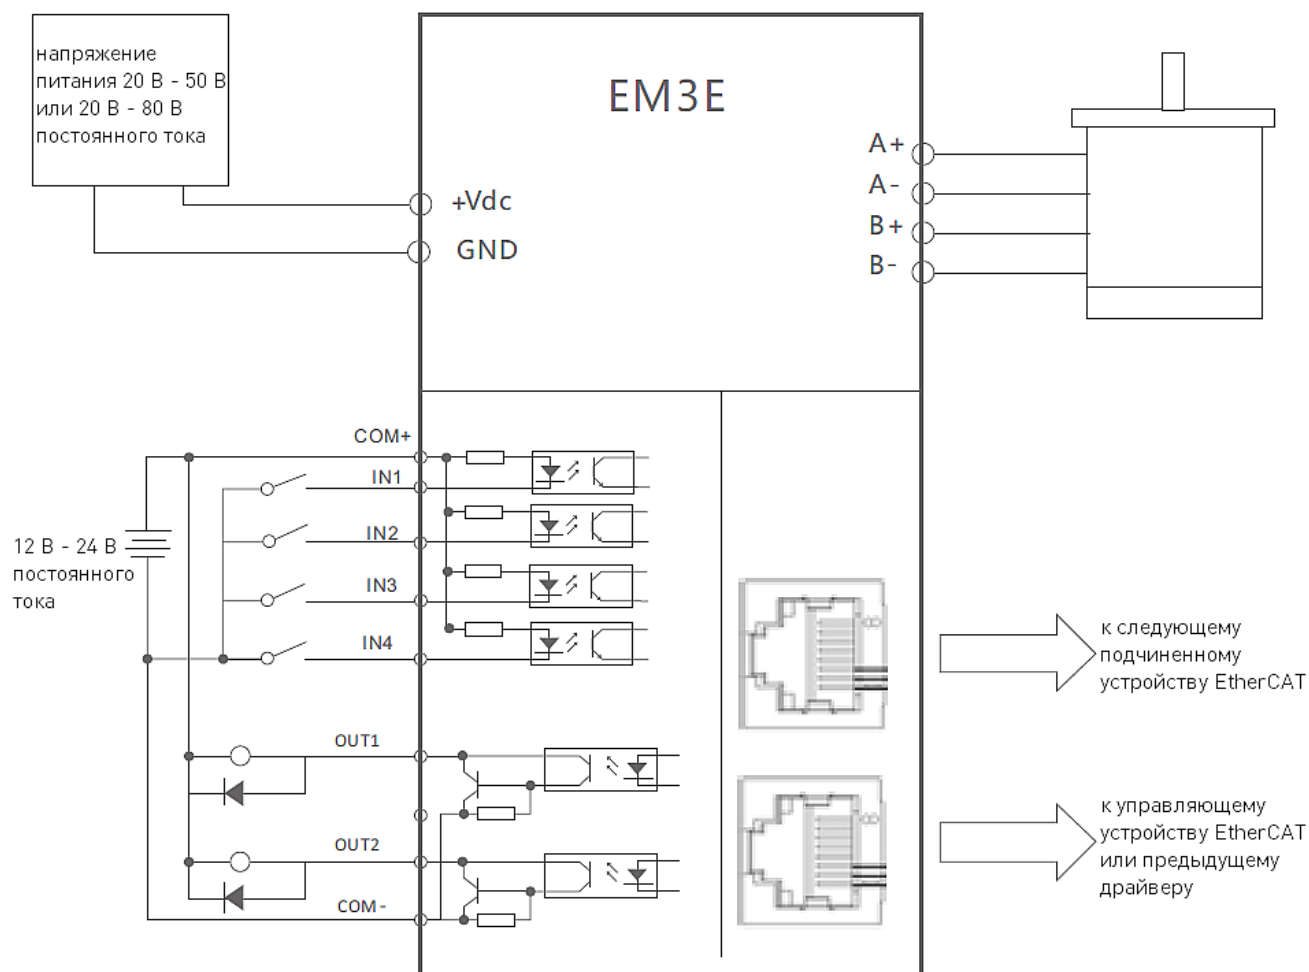 напряжение
питания 20 В - 50 В
или 20 В - 80 В
постоянного тока
EM3E
+Vdc
GND
A+
A-
B+
B-
COM+
IN1
IN2
IN3
IN4
12 В - 24 В
постоянного
тока
OUT1
OUT2
COM-
к следующему
подчиненному
устройству EtherCAT
к управляющему
устройству EtherCAT
или предыдущему
драйверу